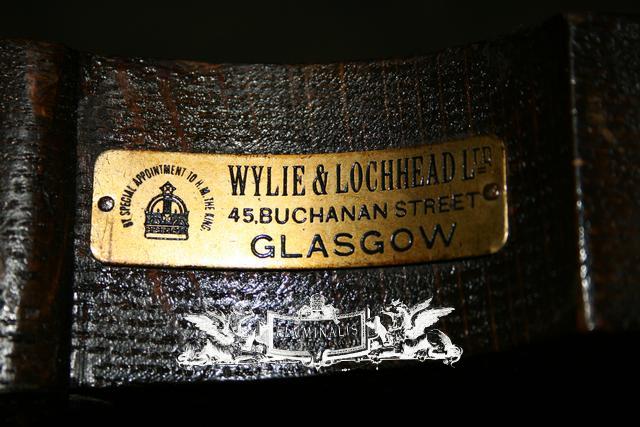 BY SPECIAL APPOINTMENT TO H.M. THE KING
WYLIE & LOCHHEAD LTD
45, BUCHANAN STREET
GLASGOW